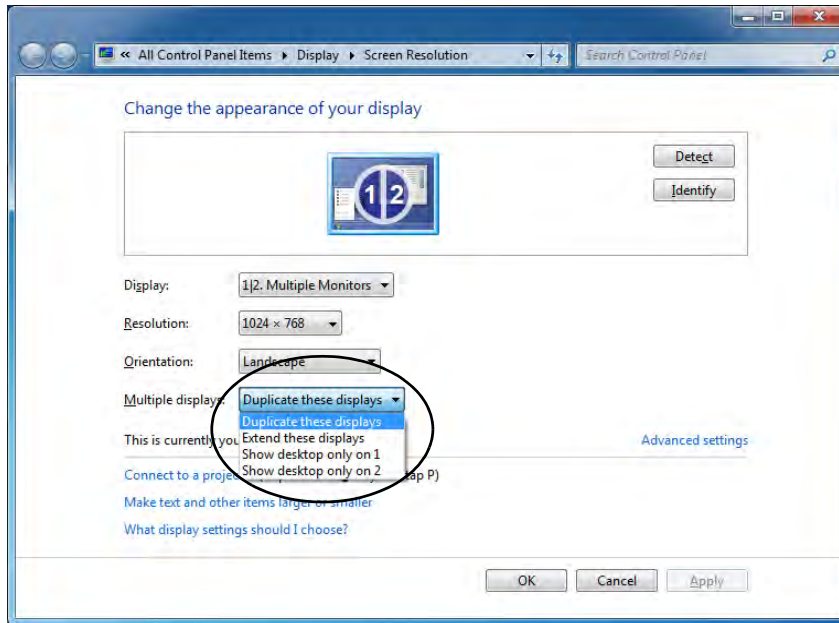 « All Control Panel Items ▸ Display ▸ Screen Resolution
Search Control Panel
Change the appearance of your display
1 2
Detect
Identify
Display: 1|2. Multiple Monitors
Resolution: 1024 × 768
Orientation: Landscape
Multiple displays: Duplicate these displays
Duplicate these displays
Extend these displays
Show desktop only on 1
Show desktop only on 2
This is currently
Advanced settings
Connect to a P)
Make text and other items larger or smaller
What display settings should I choose?
OK Cancel Apply